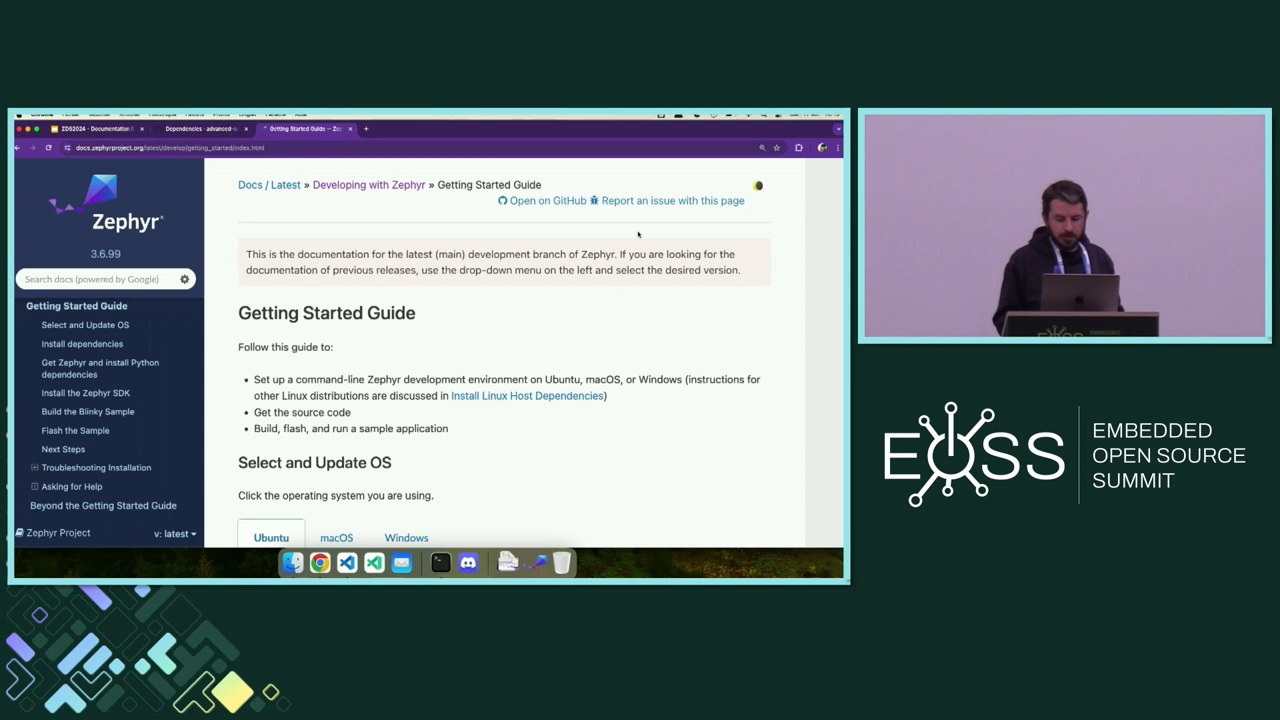 ZDS2024 - Documentation
Dependencies · advanced-
Getting Started Guide — Ze
docs.zephyrproject.org/latest/develop/getting_started/index.html
Zephyr
3.6.99
Search docs (powered by Google)
Getting Started Guide
Select and Update OS
Install dependencies
Get Zephyr and install Python
dependencies
Install the Zephyr SDK
Build the Blinky Sample
Flash the Sample
Next Steps
Troubleshooting Installation
Asking for Help
Beyond the Getting Started Guide
Zephyr Project
v: latest
Docs / Latest » Developing with Zephyr » Getting Started Guide
Open on GitHub Report an issue with this page
This is the documentation for the latest (main) development branch of Zephyr. If you are looking for the
documentation of previous releases, use the drop-down menu on the left and select the desired version.
Getting Started Guide
Follow this guide to:
• Set up a command-line Zephyr development environment on Ubuntu, macOS, or Windows (instructions for
other Linux distributions are discussed in Install Linux Host Dependencies)
• Get the source code
• Build, flash, and run a sample application
Select and Update OS
Click the operating system you are using.
Ubuntu macOS Windows
EOSS
EOSS
EMBEDDED
OPEN SOURCE
SUMMIT